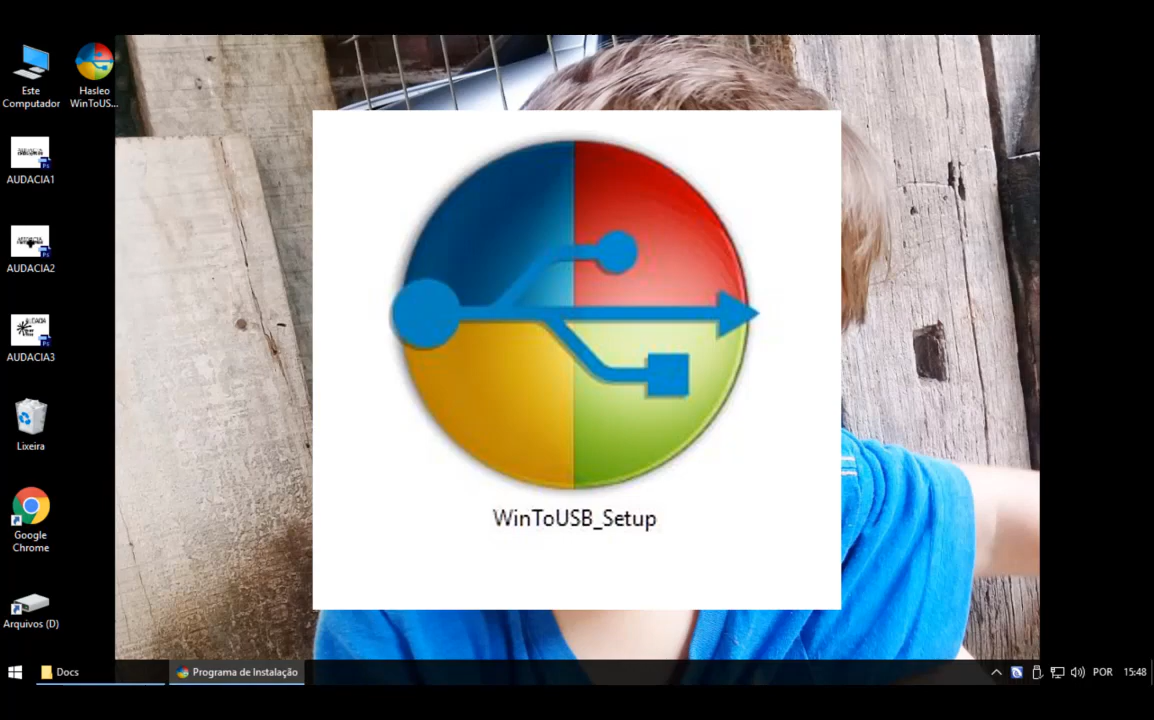 Este
Computador
Hasleo
WinToUS...
AUDACIA1
AUDACIA2
AUDACIA3
Lixeira
Google
Chrome
Arquivos (D)
WinToUSB_Setup
Docs
Programa de Instalação
POR
15:48